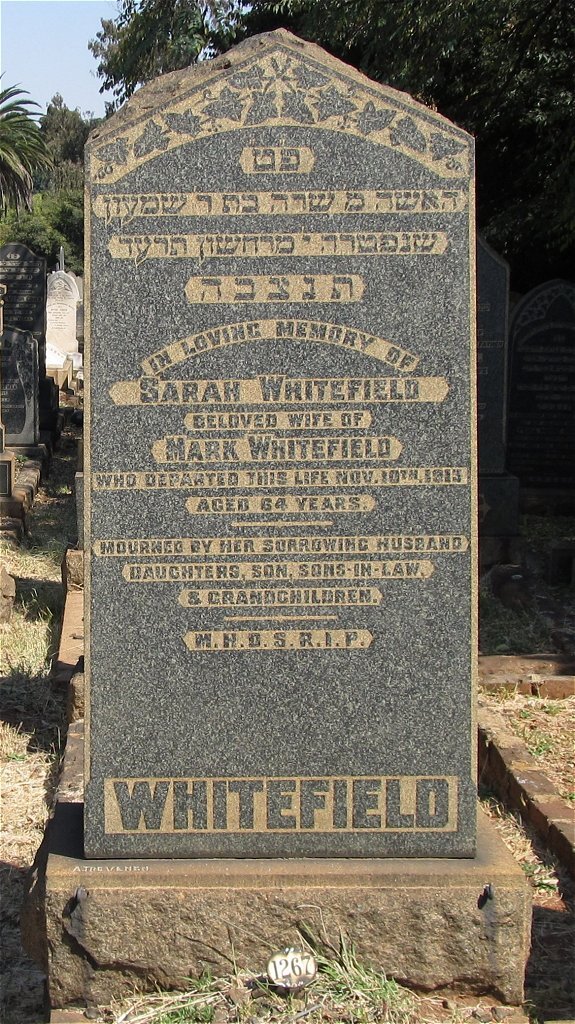 פט
האשה מ' שרה בת ר' שמעון
שנפטרה י' מרחשון תרעד
תנצבה
IN LOVING MEMORY OF
SARAH WHITEFIELD
BELOVED WIFE OF
MARK WHITEFIELD
WHO DEPARTED THIS LIFE NOV. 10TH, 1913
AGED 64 YEARS.
MOURNED BY HER SORROWING HUSBAND
DAUGHTERS, SON, SONS-IN-LAW,
& GRANDCHILDREN.
M.H.D.S.R.I.P.
WHITEFIELD
1267